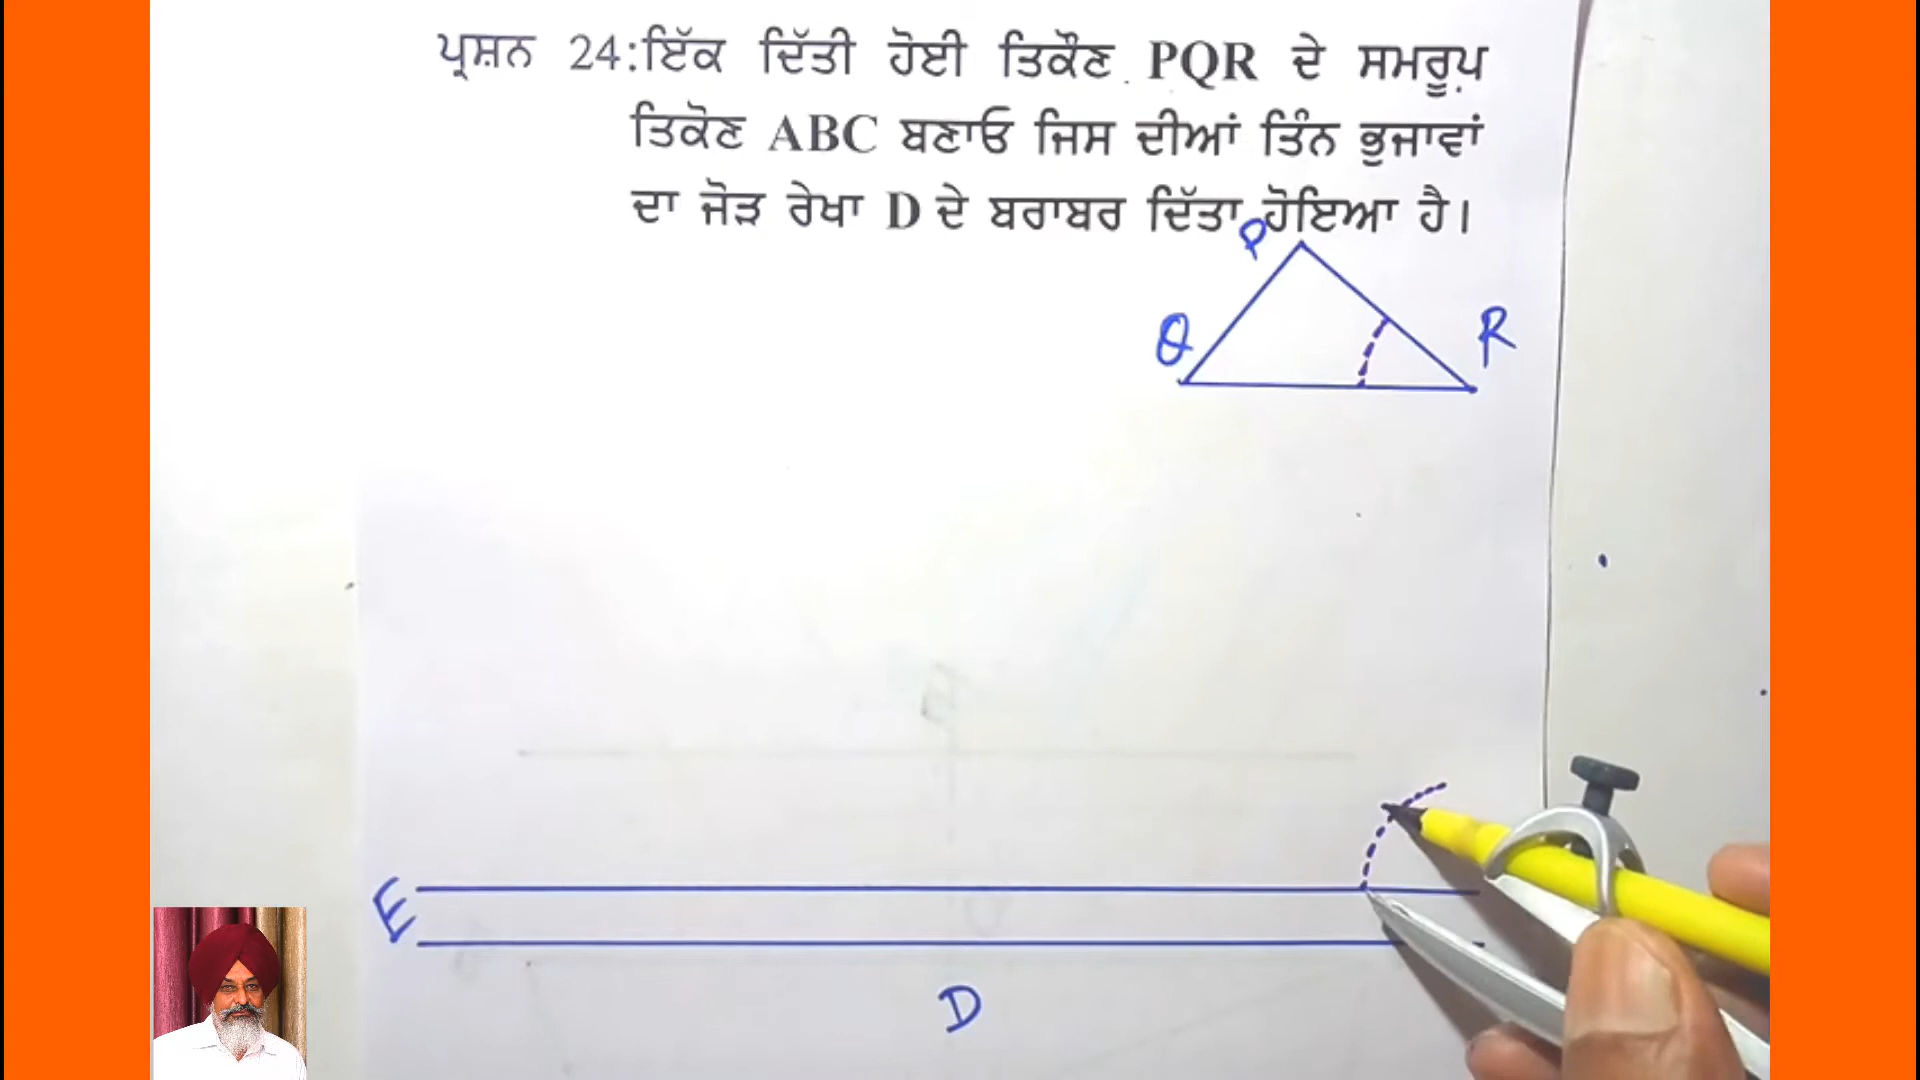 ਪ੍ਰਸ਼ਨ 24:ਇੱਕ ਦਿੱਤੀ ਹੋਈ ਤਿਕੌਣ PQR ਦੇ ਸਮਰੂਪ
ਤਿਕੋਣ ABC ਬਣਾਓ ਜਿਸ ਦੀਆਂ ਤਿੰਨ ਭੁਜਾਵਾਂ
ਦਾ ਜੋੜ ਰੇਖਾ D ਦੇ ਬਰਾਬਰ ਦਿੱਤਾ ਹੋਇਆ ਹੈ।
P
Q R
E
D